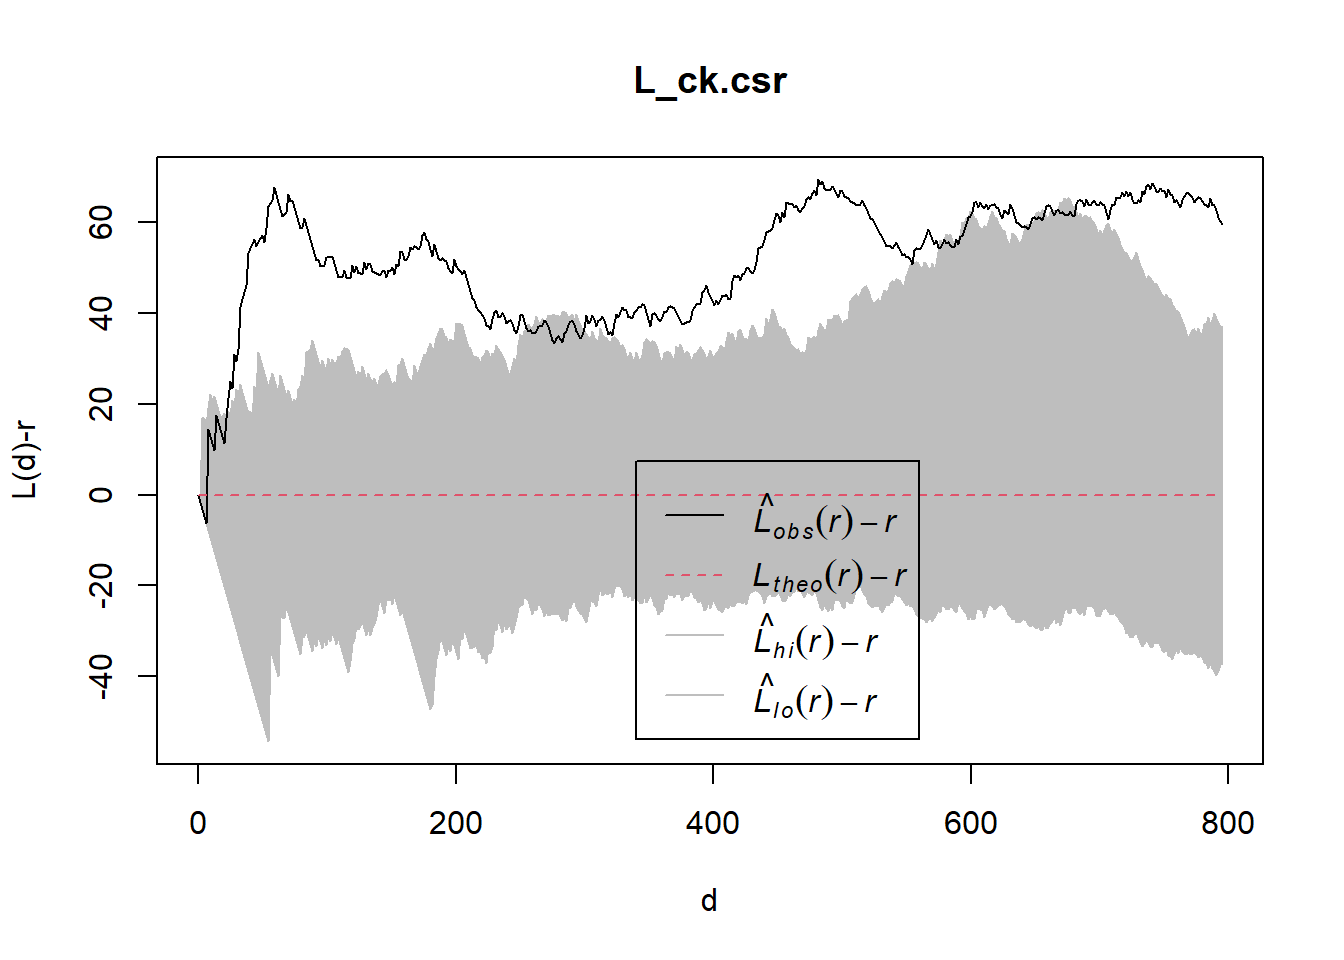 L_ck.csr
L(d)-r
60
40
20
0
-20
-40
L̂obs(r) – r
Ltheo(r) – r
L̂hi(r) – r
L̂lo(r) – r
0 200 400 600 800
d